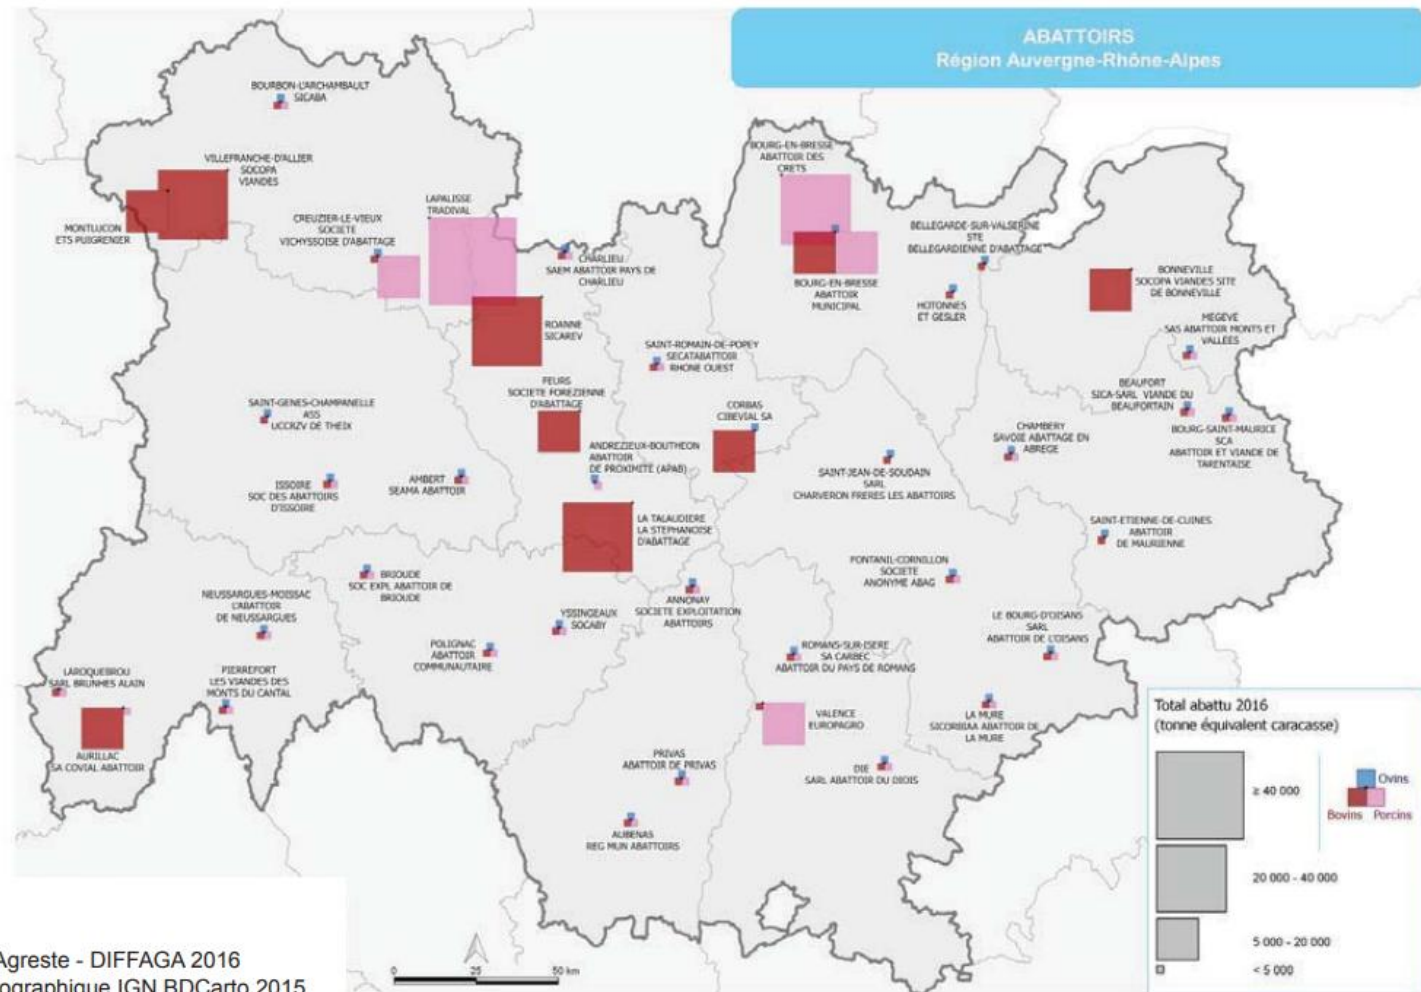 ABATTOIRS
Région Auvergne-Rhône-Alpes
BOURBON-L'ARCHAMBAULT
SICABA
VILLEFRANCHE-D'ALLIER
SOCOPA
VIANDES
MONTLUCON
ETS PUIGRENIER
CREUZIER-LE-VIEUX
SOCIETE
VICHYSSOISE D'ABATTAGE
LAPALISSE
TRADIVAL
CHARLIEU
SAEM ABATTOIR PAYS DE
CHARLIEU
BOURG-EN-BRESSE
ABATTOIR DES
CRETS
BOURG-EN-BRESSE
ABATTOIR
MUNICIPAL
BELLEGARDE-SUR-VALSERINE
STE
BELLEGARDIENNE D'ABATTAGE
HOTONNES
ET GESLER
BONNEVILLE
SOCOPA VIANDES SITE
DE BONNEVILLE
MEGEVE
SAS ABATTOIR MONTS ET
VALLEES
ROANNE
SICAREV
SAINT-ROMAIN-DE-POPEY
SECATABATTOIR
RHONE OUEST
FEURS
SOCIETE FOREZIENNE
D'ABATTAGE
CORBAS
CIBEVIAL SA
BEAUFORT
SICA-SARL VIANDE DU
BEAUFORTAIN
BOURG-SAINT-MAURICE
SCA
ABATTOIR ET VIANDE DE
TARENTAISE
CHAMBERY
SAVOIE ABATTAGE EN
ABREGE
SAINT-GENES-CHAMPANELLE
ASS
UCCRZV DE THEIX
ANDREZIEUX-BOUTHEON
ABATTOIR
DE PROXIMITE (APAB)
SAINT-JEAN-DE-SOUDAIN
SARL
CHARVERON FRERES LES ABATTOIRS
ISSOIRE
SOC DES ABATTOIRS
D'ISSOIRE
AMBERT
SEAMA ABATTOIR
LA TALAUDIERE
LA STEPHANOISE
D'ABATTAGE
SAINT-ETIENNE-DE-CUINES
ABATTOIR
DE MAURIENNE
FONTANIL-CORNILLON
SOCIETE
ANONYME ABAG
BRIOUDE
SOC EXPL ABATTOIR DE
BRIOUDE
NEUSSARGUES-MOISSAC
L'ABATTOIR
DE NEUSSARGUES
ANNONAY
SOCIETE EXPLOITATION
ABATTOIRS
YSSINGEAUX
SOCABY
LE BOURG-D'OISANS
SARL
ABATTOIR DE L'OISANS
POLIGNAC
ABATTOIR
COMMUNAUTAIRE
ROMANS-SUR-ISERE
SA CARBEC
ABATTOIR DU PAYS DE ROMANS
LAROQUEBROU
SARL BRUNHES ALAIN
PIERREFORT
LES VIANDES DES
MONTS DU CANTAL
AURILLAC
SA COVIAL ABATTOIR
VALENCE
EUROPAGRO
LA MURE
SICORBIAA ABATTOIR DE
LA MURE
PRIVAS
ABATTOIR DE PRIVAS
DIE
SARL ABATTOIR DU DIOIS
AUBENAS
REG MUN ABATTOIRS
Total abattu 2016
(tonne équivalent caracasse)
≥ 40 000
20 000 - 40 000
5 000 - 20 000
< 5 000
Ovins
Bovins Porcins
0 25 50 km
Agreste - DIFFAGA 2016
ographique IGN BDCarto 2015